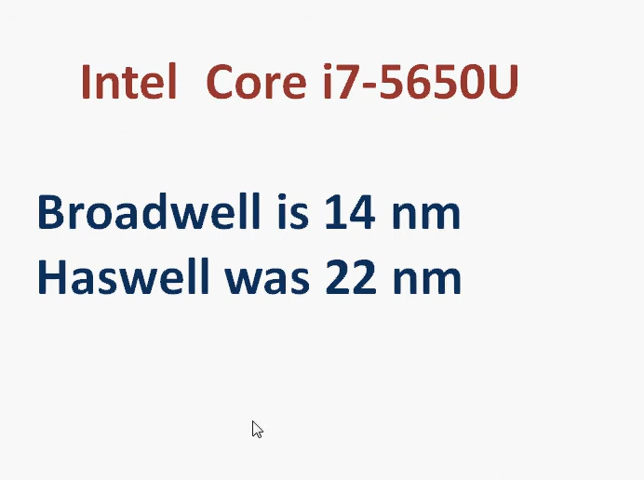 Intel Core i7-5650U
Broadwell is 14 nm
Haswell was 22 nm